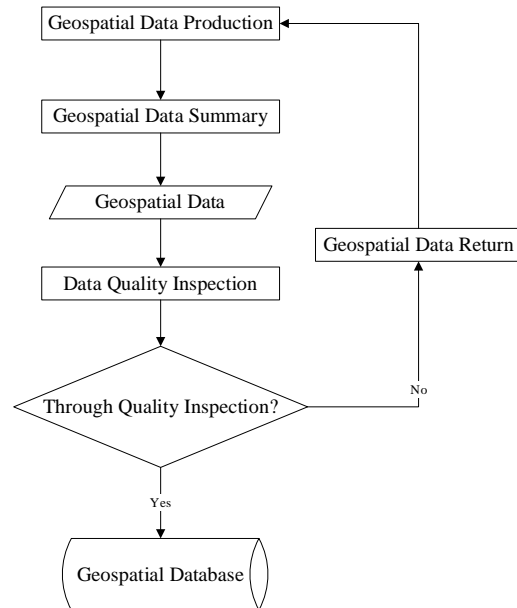 Geospatial Data Production
Geospatial Data Summary
Geospatial Data
Geospatial Data Return
Data Quality Inspection
Through Quality Inspection?
No
Yes
Geospatial Database